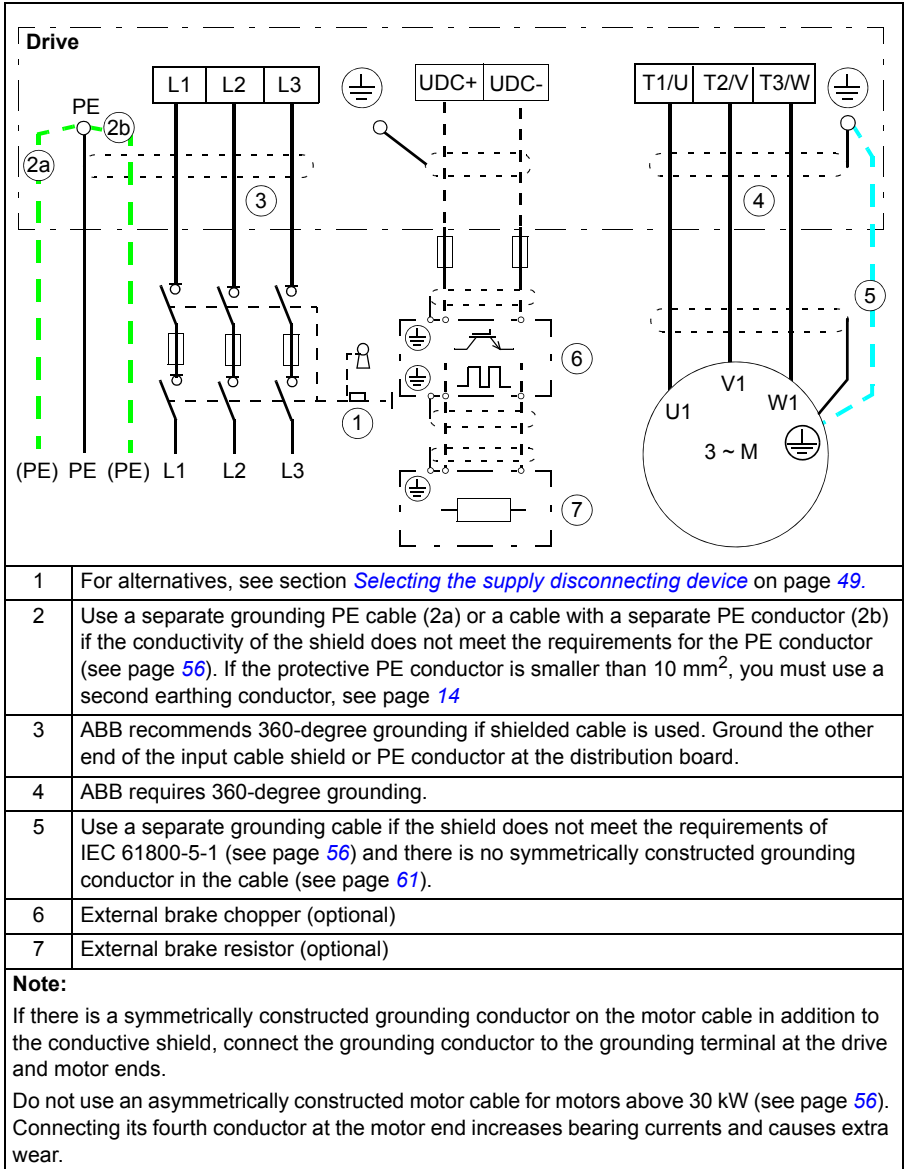 Drive
L1 L2 L3
UDC+ UDC-
T1/U T2/V T3/W
PE
2b
2a
3
4
5
6
1
U1
V1
W1
3 ~ M
(PE) PE (PE) L1 L2 L3
7
1 For alternatives, see section Selecting the supply disconnecting device on page 49.
2 Use a separate grounding PE cable (2a) or a cable with a separate PE conductor (2b)
if the conductivity of the shield does not meet the requirements for the PE conductor
(see page 56). If the protective PE conductor is smaller than 10 mm2, you must use a
second earthing conductor, see page 14
3 ABB recommends 360-degree grounding if shielded cable is used. Ground the other
end of the input cable shield or PE conductor at the distribution board.
4 ABB requires 360-degree grounding.
5 Use a separate grounding cable if the shield does not meet the requirements of
IEC 61800-5-1 (see page 56) and there is no symmetrically constructed grounding
conductor in the cable (see page 61).
6 External brake chopper (optional)
7 External brake resistor (optional)
Note:
If there is a symmetrically constructed grounding conductor on the motor cable in addition to
the conductive shield, connect the grounding conductor to the grounding terminal at the drive
and motor ends.
Do not use an asymmetrically constructed motor cable for motors above 30 kW (see page 56).
Connecting its fourth conductor at the motor end increases bearing currents and causes extra
wear.